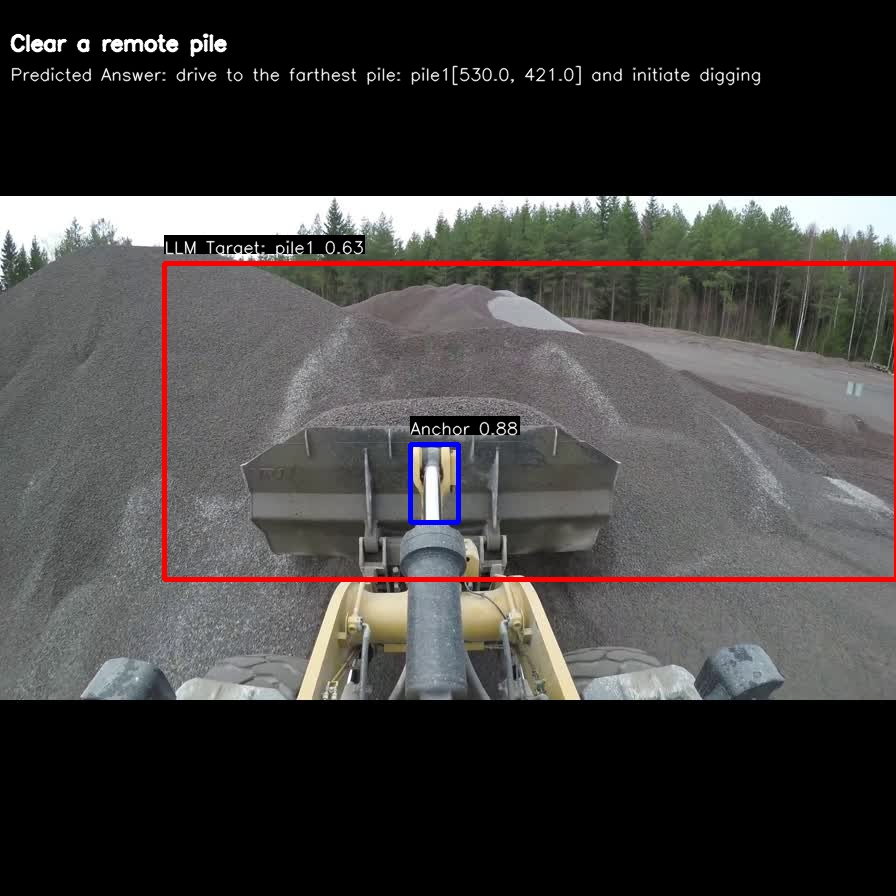 Clear a remote pile
Predicted Answer: drive to the farthest pile: pile1[530.0, 421.0] and initiate digging
LLM Target: pile1 0.63
Anchor 0.88